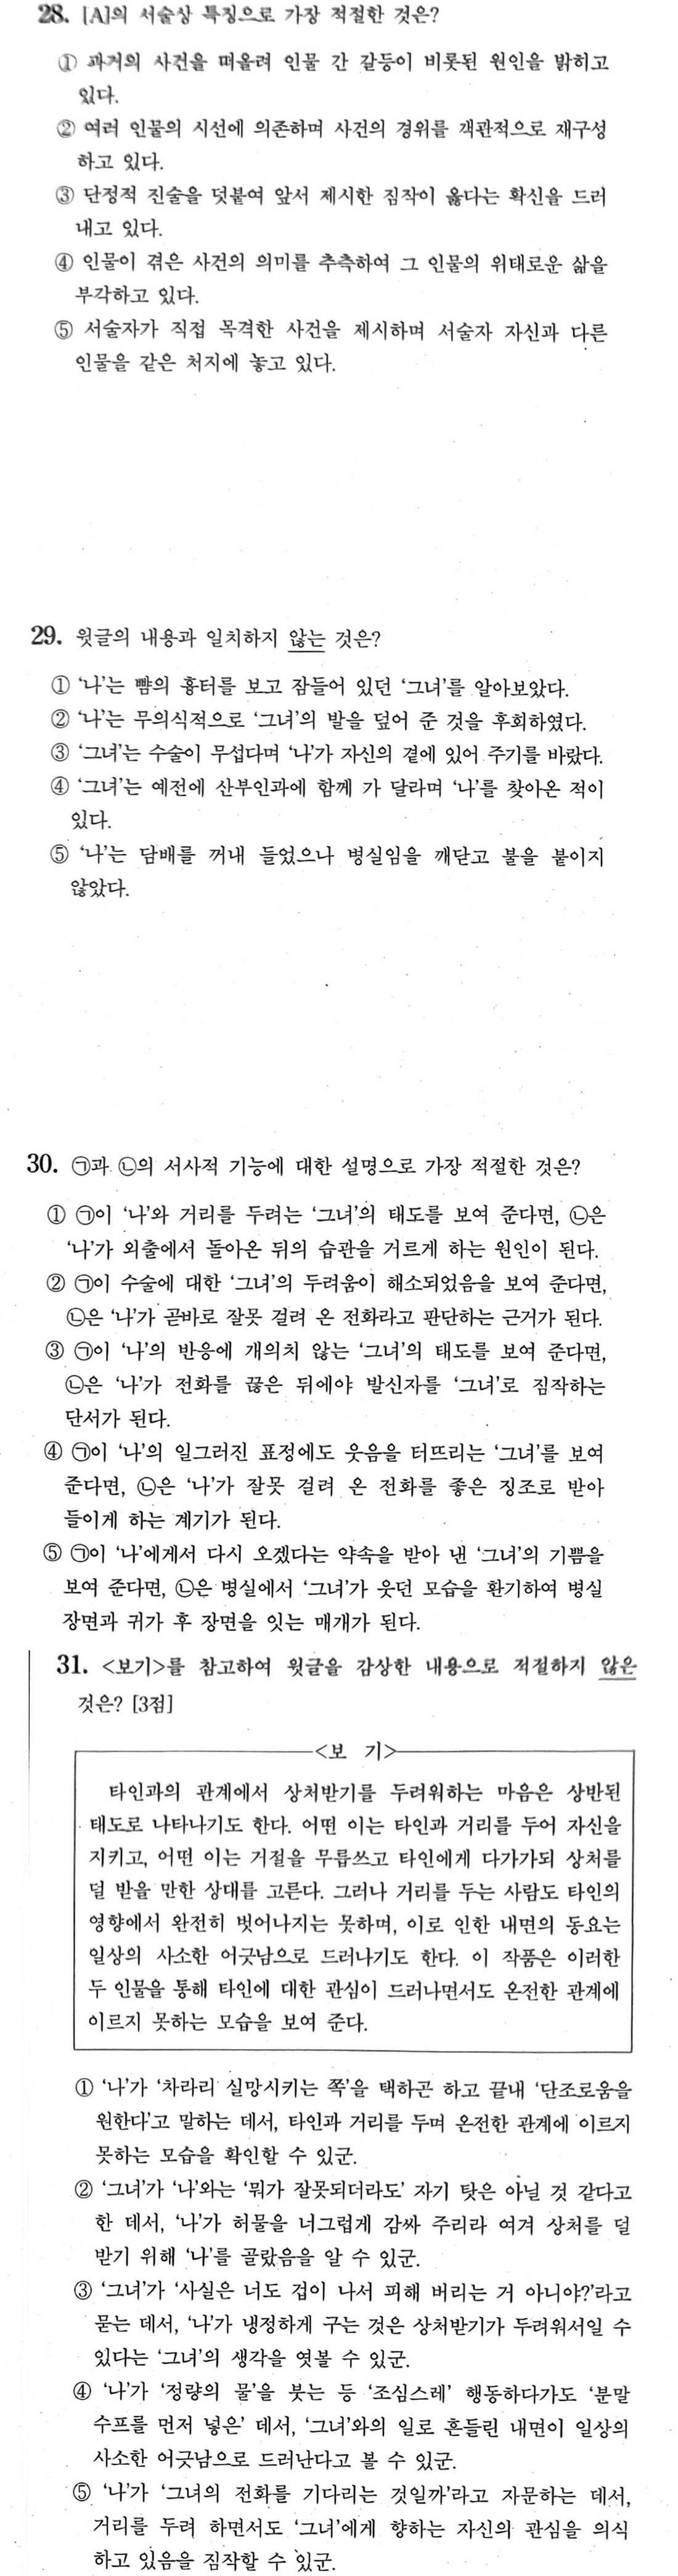 28. [A]의 서술상 특징으로 가장 적절한 것은?
① 과거의 사건을 떠올려 인물 간 갈등이 비롯된 원인을 밝히고
있다.
② 여러 인물의 시선에 의존하며 사건의 경위를 객관적으로 재구성
하고 있다.
③ 단정적 진술을 덧붙여 앞서 제시한 짐작이 옳다는 확신을 드러
내고 있다.
④ 인물이 겪은 사건의 의미를 추측하여 그 인물의 위태로운 삶을
부각하고 있다.
⑤ 서술자가 직접 목격한 사건을 제시하며 서술자 자신과 다른
인물을 같은 처지에 놓고 있다.
29. 윗글의 내용과 일치하지 않는 것은?
① ‘나’는 뺨의 흉터를 보고 잠들어 있던 ‘그녀’를 알아보았다.
② ‘나’는 무의식적으로 ‘그녀’의 발을 덮어 준 것을 후회하였다.
③ ‘그녀’는 수술이 무섭다며 ‘나’가 자신의 곁에 있어 주기를 바랐다.
④ ‘그녀’는 예전에 산부인과에 함께 가 달라며 ‘나’를 찾아온 적이
있다.
⑤ ‘나’는 담배를 꺼내 들었으나 병실임을 깨닫고 불을 붙이지
않았다.
30. ㉠과 ㉡의 서사적 기능에 대한 설명으로 가장 적절한 것은?
① ㉠이 ‘나’와 거리를 두려는 ‘그녀’의 태도를 보여 준다면, ㉡은
‘나’가 외출에서 돌아온 뒤의 습관을 거르게 하는 원인이 된다.
② ㉠이 수술에 대한 ‘그녀’의 두려움이 해소되었음을 보여 준다면,
㉡은 ‘나’가 곧바로 잘못 걸려 온 전화라고 판단하는 근거가 된다.
③ ㉠이 ‘나’의 반응에 개의치 않는 ‘그녀’의 태도를 보여 준다면,
㉡은 ‘나’가 전화를 끊은 뒤에야 발신자를 ‘그녀’로 짐작하는
단서가 된다.
④ ㉠이 ‘나’의 일그러진 표정에도 웃음을 터뜨리는 ‘그녀’를 보여
준다면, ㉡은 ‘나’가 잘못 걸려 온 전화를 좋은 징조로 받아
들이게 하는 계기가 된다.
⑤ ㉠이 ‘나’에게서 다시 오겠다는 약속을 받아 낸 ‘그녀’의 기쁨을
보여 준다면, ㉡은 병실에서 ‘그녀’가 웃던 모습을 환기하여 병실
장면과 귀가 후 장면을 잇는 매개가 된다.
31. <보기>를 참고하여 윗글을 감상한 내용으로 적절하지 않은
것은? [3점]
<보 기>
타인과의 관계에서 상처받기를 두려워하는 마음은 상반된
태도로 나타나기도 한다. 어떤 이는 타인과 거리를 두어 자신을
지키고, 어떤 이는 거절을 무릅쓰고 타인에게 다가가되 상처를
덜 받을 만한 상대를 고른다. 그러나 거리를 두는 사람도 타인의
영향에서 완전히 벗어나지는 못하며, 이로 인한 내면의 동요는
일상의 사소한 어긋남으로 드러나기도 한다. 이 작품은 이러한
두 인물을 통해 타인에 대한 관심이 드러나면서도 온전한 관계에
이르지 못하는 모습을 보여 준다.
① ‘나’가 ‘차라리 실망시키는 쪽’을 택하곤 하고 끝내 ‘단조로움을
원한다’고 말하는 데서, 타인과 거리를 두며 온전한 관계에 이르지
못하는 모습을 확인할 수 있군.
② ‘그녀’가 ‘나’와는 ‘뭐가 잘못되더라도’ 자기 탓은 아닐 것 같다고
한 데서, ‘나’가 허물을 너그럽게 감싸 주리라 여겨 상처를 덜
받기 위해 ‘나’를 골랐음을 알 수 있군.
③ ‘그녀’가 ‘사실은 너도 겁이 나서 피해 버리는 거 아니야?’라고
묻는 데서, ‘나’가 냉정하게 구는 것은 상처받기가 두려워서일 수
있다는 ‘그녀’의 생각을 엿볼 수 있군.
④ ‘나’가 ‘정량의 물’을 붓는 등 ‘조심스레’ 행동하다가도 ‘분말
수프를 먼저 넣은’ 데서, ‘그녀’와의 일로 흔들린 내면이 일상의
사소한 어긋남으로 드러난다고 볼 수 있군.
⑤ ‘나’가 ‘그녀의 전화를 기다리는 것일까’라고 자문하는 데서,
거리를 두려 하면서도 ‘그녀’에게 향하는 자신의 관심을 의식
하고 있음을 짐작할 수 있군.